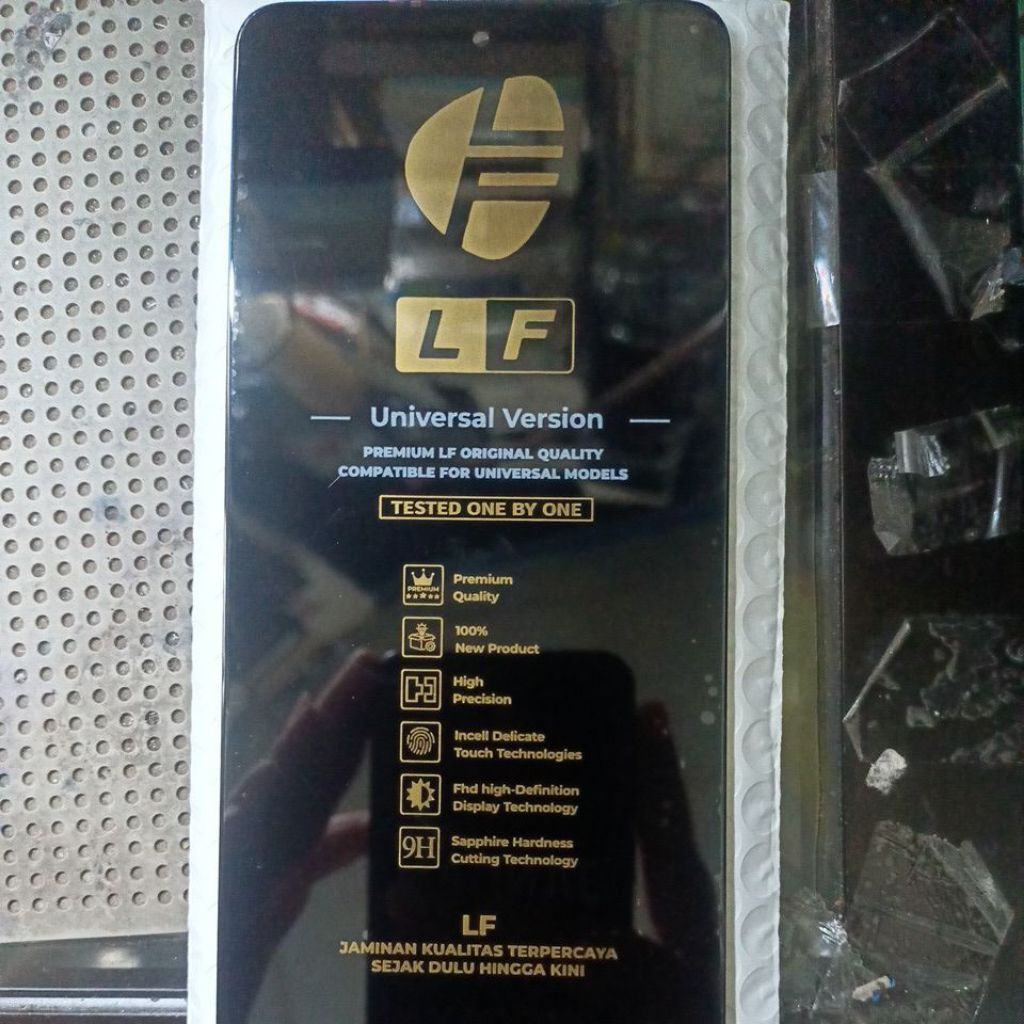 LF
Universal Version
PREMIUM LF ORIGINAL QUALITY
COMPATIBLE FOR UNIVERSAL MODELS
TESTED ONE BY ONE
PREMIUM
Premium
Quality
100%
New Product
High
Precision
Incell Delicate
Touch Technologies
Fhd high-Definition
Display Technology
9H
Sapphire Hardness
Cutting Technology
LF
JAMINAN KUALITAS TERPERCAYA
SEJAK DULU HINGGA KINI